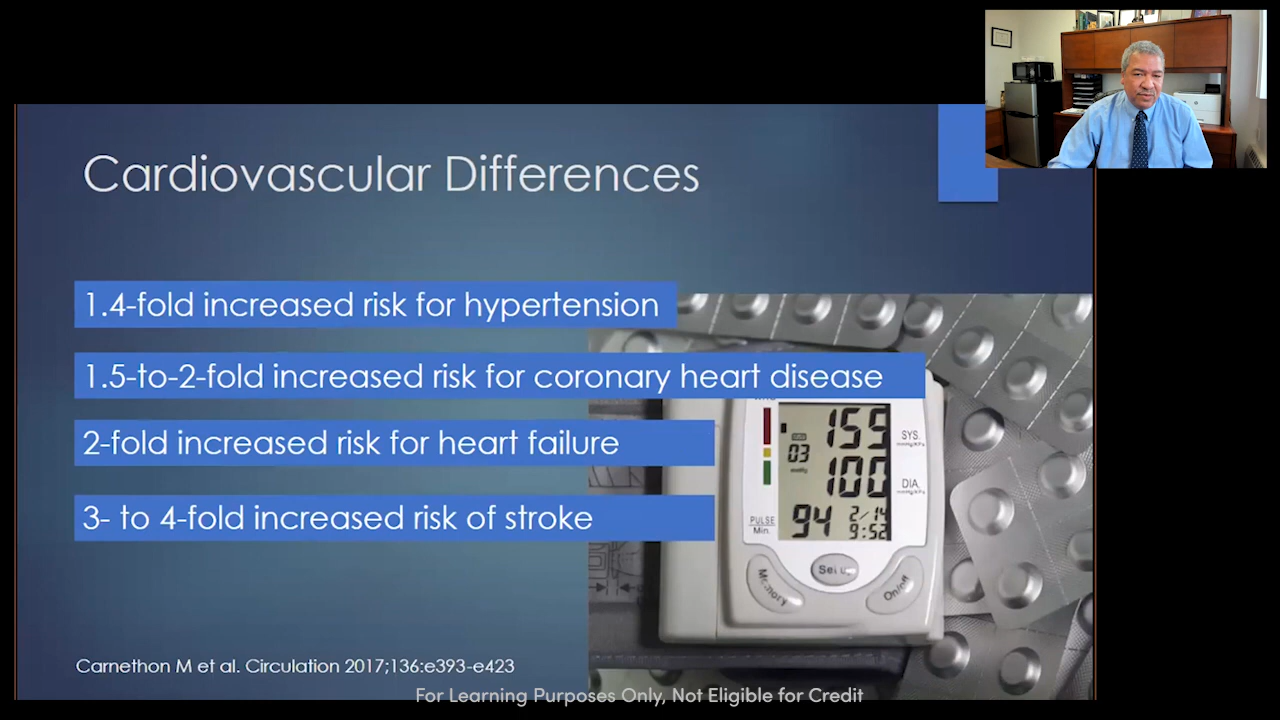 Cardiovascular Differences
1.4-fold increased risk for hypertension
1.5-to-2-fold increased risk for coronary heart disease
2-fold increased risk for heart failure
3- to 4-fold increased risk of stroke
159
SYS.
03
100
DIA.
PULSE
Min.
94
2/14
9:52
Set up
Memory
On/off
Carnethon M et al. Circulation 2017;136:e393-e423
For Learning Purposes Only, Not Eligible for Credit